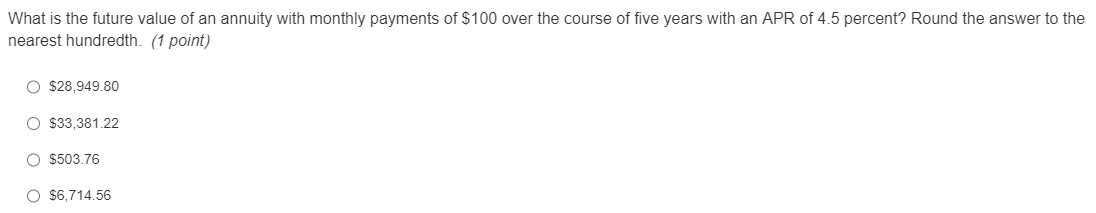 What is the future value of an annuity with monthly payments of $100 over the course of five years with an APR of 4.5 percent? Round the answer to the
nearest hundredth. (1 point)
$28,949.80
$33,381.22
$503.76
$6,714.56